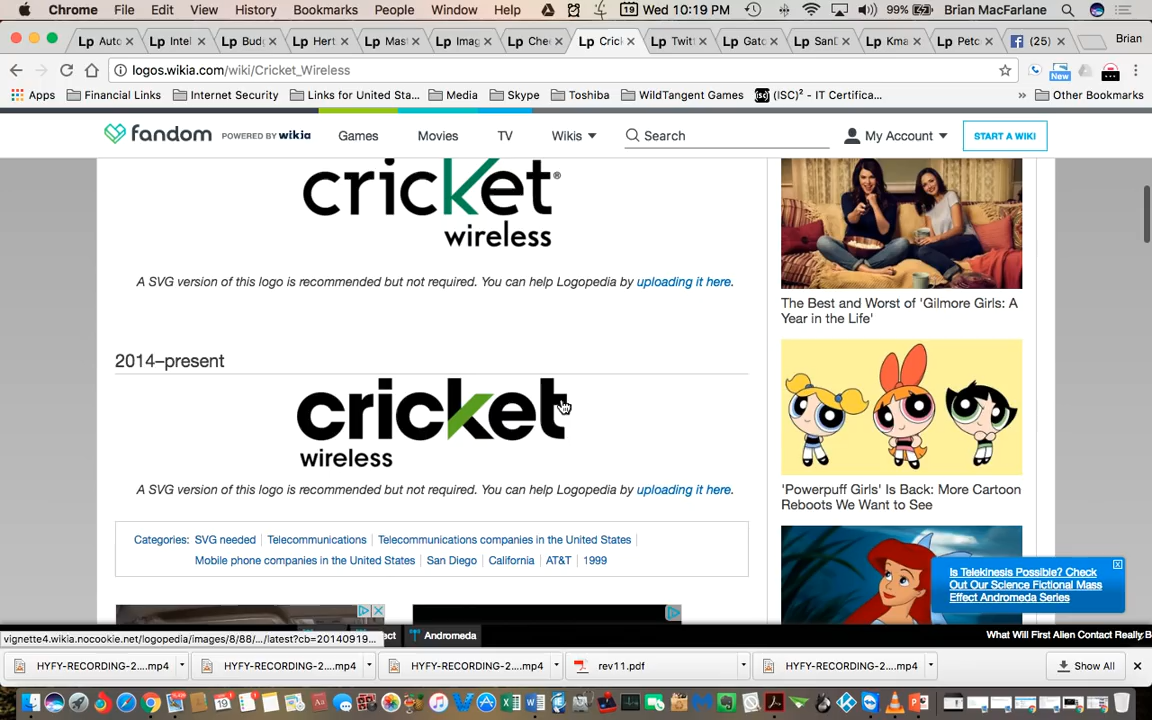 Chrome File Edit View History Bookmarks People Window Help 19 Wed 10:19 PM 99% Brian MacFarlane
Lp Auto Lp Intel Lp Budg Lp Hert Lp Mast Lp Imag Lp Che Lp Crick Lp Twitt Lp Gato Lp SanD Lp Kma Lp Petc (25) Brian
logos.wikia.com/wiki/Cricket_Wireless New
Apps Financial Links Internet Security Links for United Sta... Media Skype Toshiba WildTangent Games (ISC)² - IT Certifica... » Other Bookmarks
fandom POWERED BY wikia Games Movies TV Wikis Search My Account START A WIKI
cricket®
wireless
A SVG version of this logo is recommended but not required. You can help Logopedia by uploading it here.
The Best and Worst of 'Gilmore Girls: A
Year in the Life'
2014–present
cricket
wireless
A SVG version of this logo is recommended but not required. You can help Logopedia by uploading it here.
'Powerpuff Girls' Is Back: More Cartoon
Reboots We Want to See
Categories: SVG needed Telecommunications Telecommunications companies in the United States
Mobile phone companies in the United States San Diego California AT&T 1999
Is Telekinesis Possible? Check
Out Our Science Fictional Mass
Effect Andromeda Series
vignette4.wikia.nocookie.net/logopedia/images/8/88/.../latest?cb=20140919... ect Andromeda What Will First Alien Contact Really B
HYFY-RECORDING-2....mp4 HYFY-RECORDING-2....mp4 HYFY-RECORDING-2....mp4 rev11.pdf HYFY-RECORDING-2....mp4 Show All